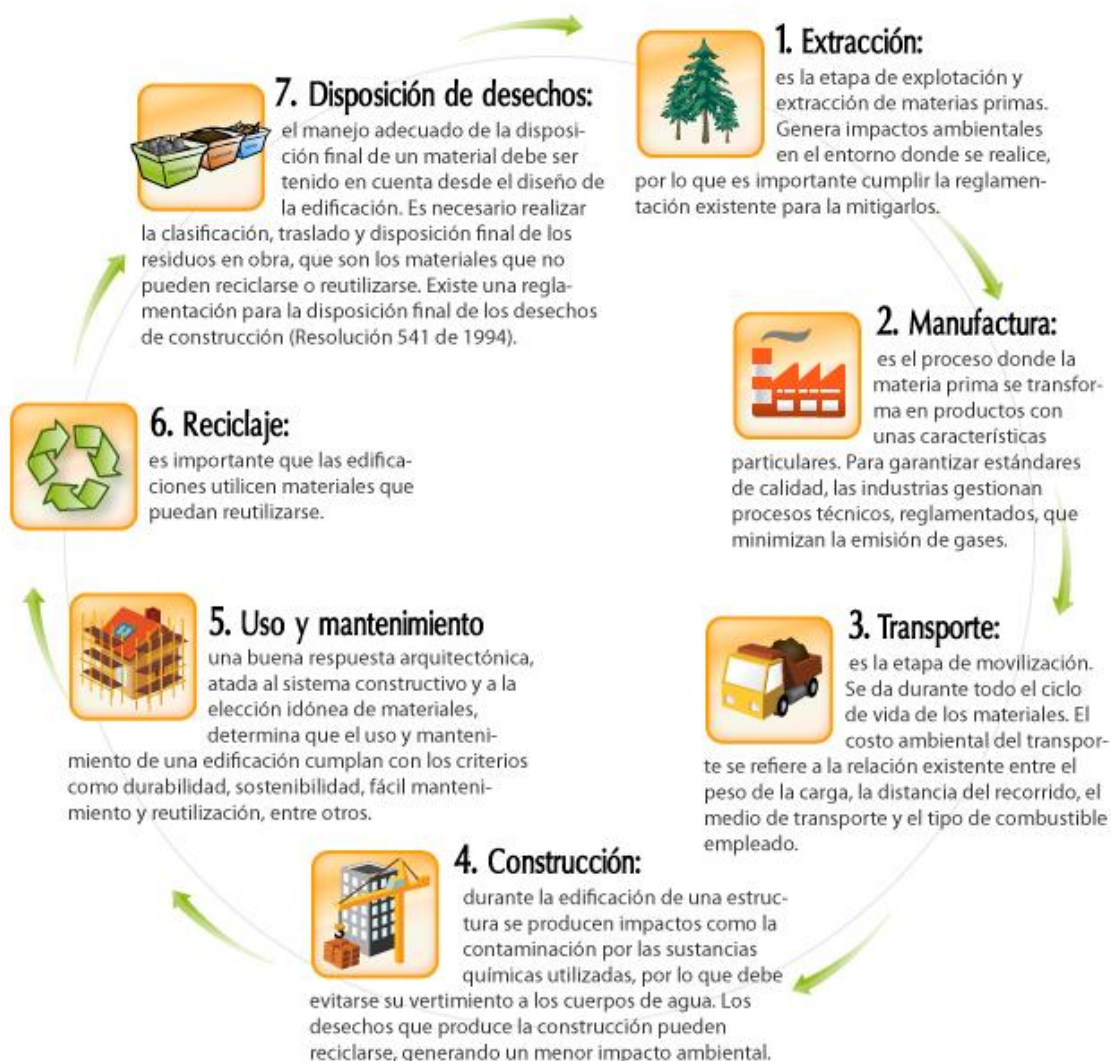 1. Extracción:
es la etapa de explotación y
extracción de materias primas.
Genera impactos ambientales
en el entorno donde se realice,
por lo que es importante cumplir la reglamen-
tación existente para la mitigarlos.
2. Manufactura:
es el proceso donde la
materia prima se transfor-
ma en productos con
unas características
particulares. Para garantizar estándares
de calidad, las industrias gestionan
procesos técnicos, reglamentados, que
minimizan la emisión de gases.
3. Transporte:
es la etapa de movilización.
Se da durante todo el ciclo
de vida de los materiales. El
costo ambiental del transpor-
te se refiere a la relación existente entre el
peso de la carga, la distancia del recorrido, el
medio de transporte y el tipo de combustible
empleado.
4. Construcción:
durante la edificación de una estruc-
tura se producen impactos como la
contaminación por las sustancias
químicas utilizadas, por lo que debe
evitarse su vertimiento a los cuerpos de agua. Los
desechos que produce la construcción pueden
reciclarse, generando un menor impacto ambiental.
5. Uso y mantenimiento
una buena respuesta arquitectónica,
atada al sistema constructivo y a la
elección idónea de materiales,
determina que el uso y manteni-
miento de una edificación cumplan con los criterios
como durabilidad, sostenibilidad, fácil manteni-
miento y reutilización, entre otros.
6. Reciclaje:
es importante que las edifica-
ciones utilicen materiales que
puedan reutilizarse.
7. Disposición de desechos:
el manejo adecuado de la disposi-
ción final de un material debe ser
tenido en cuenta desde el diseño de
la edificación. Es necesario realizar
la clasificación, traslado y disposición final de los
residuos en obra, que son los materiales que no
pueden reciclarse o reutilizarse. Existe una regla-
mentación para la disposición final de los desechos
de construcción (Resolución 541 de 1994).